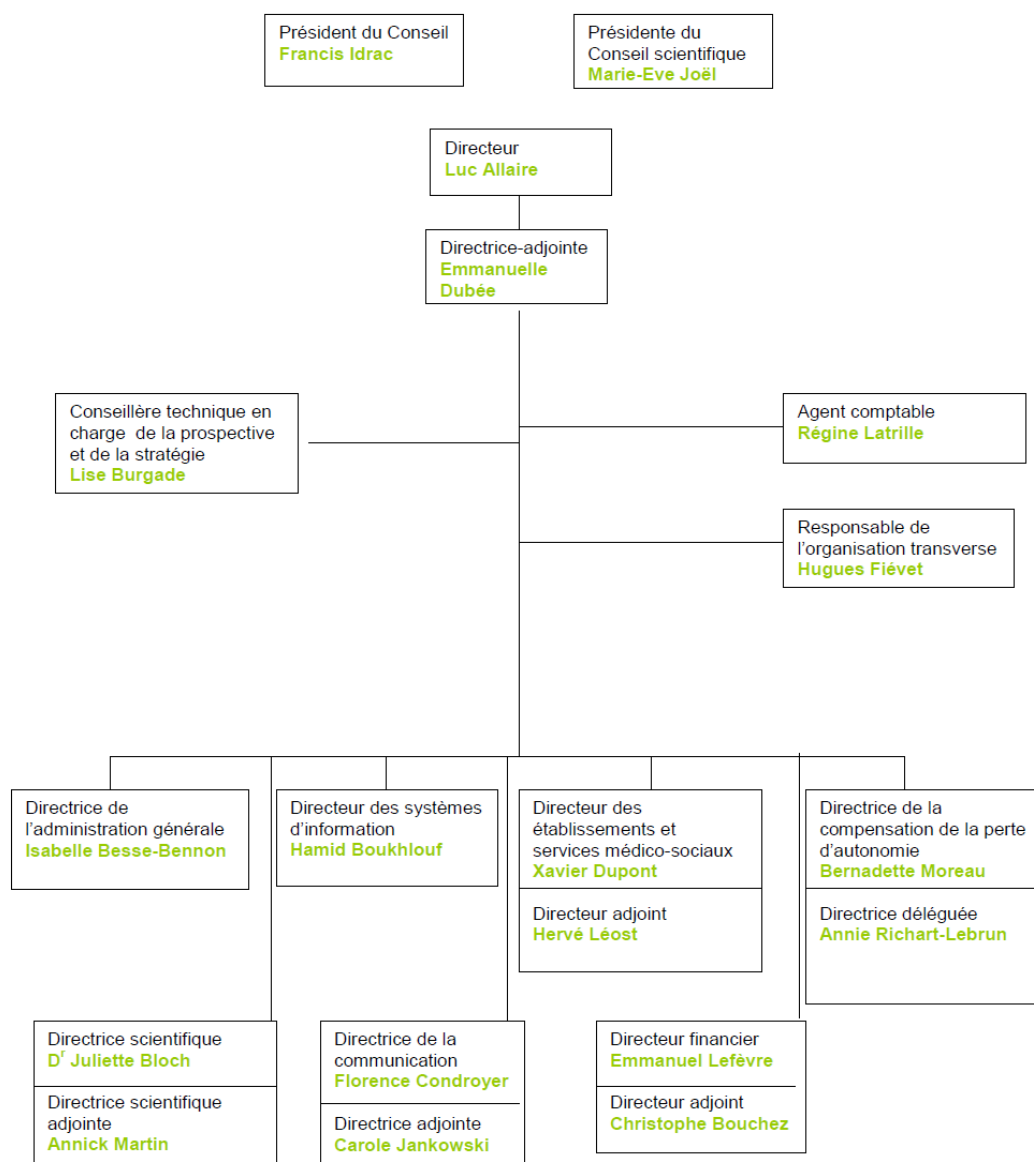 Président du Conseil
Francis Idrac
Présidente du
Conseil scientifique
Marie-Eve Joël
Directeur
Luc Allaire
Directrice-adjointe
Emmanuelle
Dubée
Conseillère technique en
charge de la prospective
et de la stratégie
Lise Burgade
Agent comptable
Régine Latrille
Responsable de
l'organisation transverse
Hugues Fiévet
Directrice de
l'administration générale
Isabelle Besse-Bennon
Directeur des systèmes
d'information
Hamid Boukhlouf
Directeur des
établissements et
services médico-sociaux
Xavier Dupont
Directeur adjoint
Hervé Léost
Directrice de la
compensation de la perte
d'autonomie
Bernadette Moreau
Directrice déléguée
Annie Richart-Lebrun
Directrice scientifique
Dr Juliette Bloch
Directrice scientifique
adjointe
Annick Martin
Directrice de la
communication
Florence Condroyer
Directrice adjointe
Carole Jankowski
Directeur financier
Emmanuel Lefèvre
Directeur adjoint
Christophe Bouchez